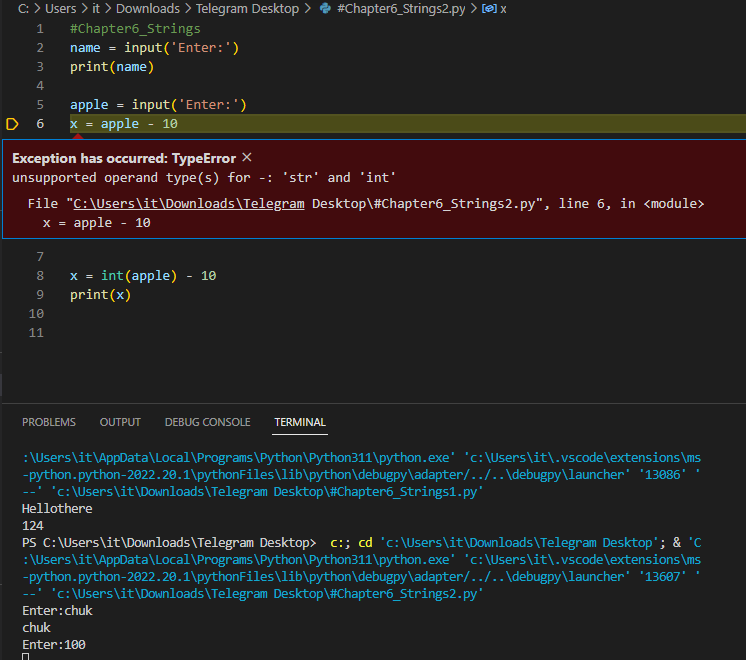 C: > Users > it > Downloads > Telegram Desktop > #Chapter6_Strings2.py > x
1 #Chapter6_Strings
2 name = input('Enter:')
3 print(name)
4
5 apple = input('Enter:')
6 x = apple - 10
Exception has occurred: TypeError ×
unsupported operand type(s) for -: 'str' and 'int'
File "C:\Users\it\Downloads\Telegram Desktop\#Chapter6_Strings2.py", line 6, in <module>
x = apple - 10
7
8 x = int(apple) - 10
9 print(x)
10
11
PROBLEMS OUTPUT DEBUG CONSOLE TERMINAL
:\Users\it\AppData\Local\Programs\Python\Python311\python.exe' 'c:\Users\it\.vscode\extensions\ms
-python.python-2022.20.1\pythonFiles\lib\python\debugpy\adapter/../..\debugpy\launcher' '13086' '
--' 'c:\Users\it\Downloads\Telegram Desktop\#Chapter6_Strings1.py'
Hellothere
124
PS C:\Users\it\Downloads\Telegram Desktop>  c:; cd 'c:\Users\it\Downloads\Telegram Desktop'; & 'C
:\Users\it\AppData\Local\Programs\Python\Python311\python.exe' 'c:\Users\it\.vscode\extensions\ms
-python.python-2022.20.1\pythonFiles\lib\python\debugpy\adapter/../..\debugpy\launcher' '13607' '
--' 'c:\Users\it\Downloads\Telegram Desktop\#Chapter6_Strings2.py'
Enter:chuk
chuk
Enter:100